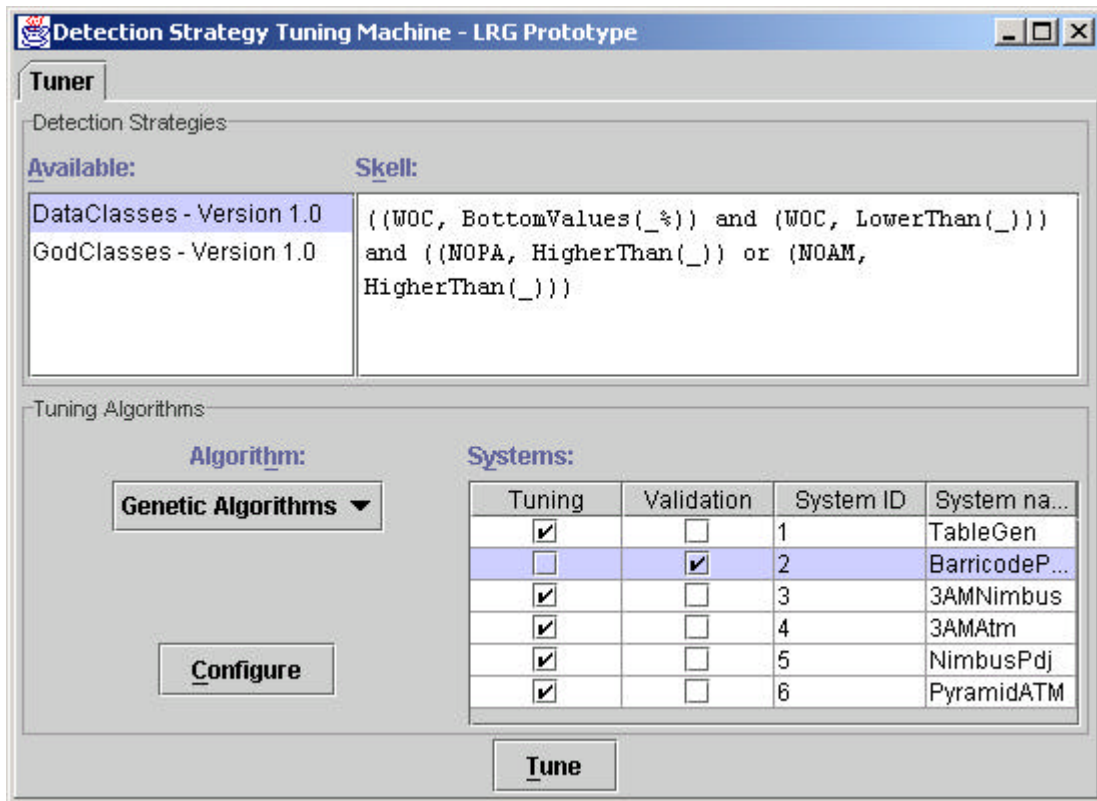 Detection Strategy Tuning Machine - LRG Prototype
Tuner
Detection Strategies
Available:
Skell:
DataClasses - Version 1.0
GodClasses - Version 1.0
((WOC, BottomValues(_%)) and (WOC, LowerThan(_)))
and ((NOPA, HigherThan(_)) or (NOAM,
HigherThan(_)))
Tuning Algorithms
Algorithm:
Systems:
Genetic Algorithms
Tuning Validation System ID System na...
1 TableGen
2 BarricodeP...
3 3AMNimbus
4 3AMAtm
5 NimbusPdj
6 PyramidATM
Configure
Tune